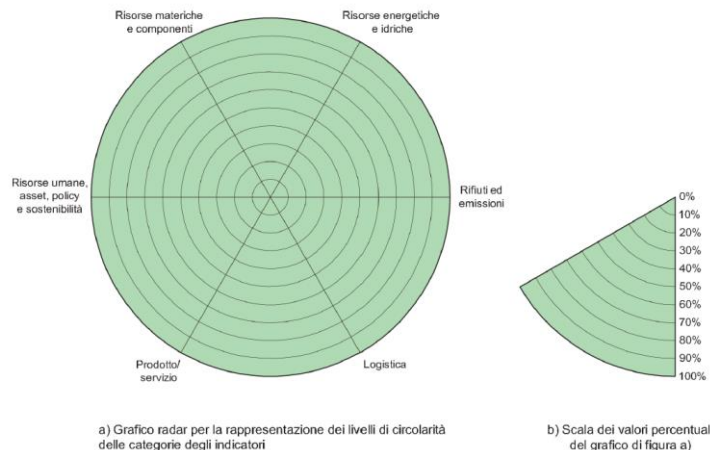 Risorse materiche
e componenti
Risorse energetiche
e idriche
Risorse umane,
asset, policy
e sostenibilità
Rifiuti ed
emissioni
Prodotto/
servizio
Logistica
0%
10%
20%
30%
40%
50%
60%
70%
80%
90%
100%
a) Grafico radar per la rappresentazione dei livelli di circolarità
delle categorie degli indicatori
b) Scala dei valori percentual
del grafico di figura a)